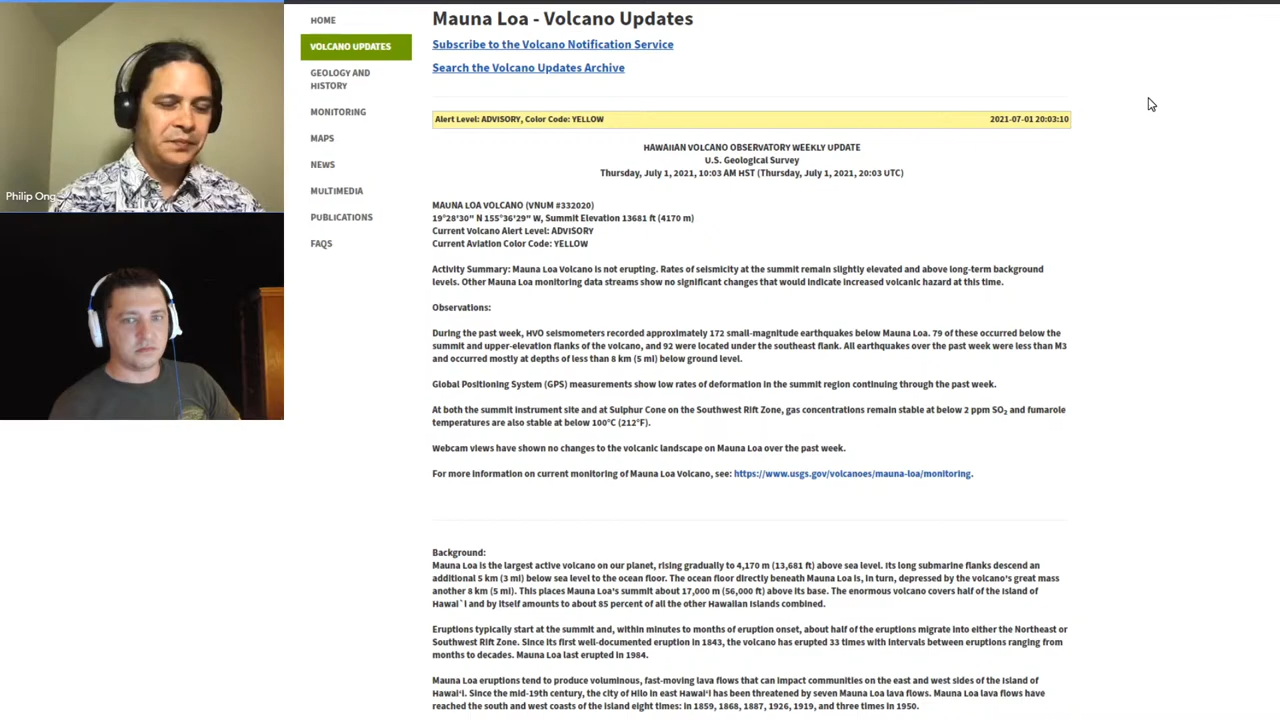 Philip Ong
HOME
VOLCANO UPDATES
GEOLOGY AND
HISTORY
MONITORING
MAPS
NEWS
MULTIMEDIA
PUBLICATIONS
FAQS
Mauna Loa - Volcano Updates
Subscribe to the Volcano Notification Service
Search the Volcano Updates Archive
Alert Level: ADVISORY, Color Code: YELLOW 2021-07-01 20:03:10
HAWAIIAN VOLCANO OBSERVATORY WEEKLY UPDATE
U.S. Geological Survey
Thursday, July 1, 2021, 10:03 AM HST (Thursday, July 1, 2021, 20:03 UTC)
MAUNA LOA VOLCANO (VNUM #332020)
19°28'30" N 155°36'29" W, Summit Elevation 13681 ft (4170 m)
Current Volcano Alert Level: ADVISORY
Current Aviation Color Code: YELLOW
Activity Summary: Mauna Loa Volcano is not erupting. Rates of seismicity at the summit remain slightly elevated and above long-term background
levels. Other Mauna Loa monitoring data streams show no significant changes that would indicate increased volcanic hazard at this time.
Observations:
During the past week, HVO seismometers recorded approximately 172 small-magnitude earthquakes below Mauna Loa. 79 of these occurred below the
summit and upper-elevation flanks of the volcano, and 92 were located under the southeast flank. All earthquakes over the past week were less than M3
and occurred mostly at depths of less than 8 km (5 mi) below ground level.
Global Positioning System (GPS) measurements show low rates of deformation in the summit region continuing through the past week.
At both the summit instrument site and at Sulphur Cone on the Southwest Rift Zone, gas concentrations remain stable at below 2 ppm SO₂ and fumarole
temperatures are also stable at below 100°C (212°F).
Webcam views have shown no changes to the volcanic landscape on Mauna Loa over the past week.
For more information on current monitoring of Mauna Loa Volcano, see: https://www.usgs.gov/volcanoes/mauna-loa/monitoring.
Background:
Mauna Loa is the largest active volcano on our planet, rising gradually to 4,170 m (13,681 ft) above sea level. Its long submarine flanks descend an
additional 5 km (3 mi) below sea level to the ocean floor. The ocean floor directly beneath Mauna Loa is, in turn, depressed by the volcano's great mass
another 8 km (5 mi). This places Mauna Loa's summit about 17,000 m (56,000 ft) above its base. The enormous volcano covers half of the Island of
Hawai`i and by itself amounts to about 85 percent of all the other Hawaiian Islands combined.
Eruptions typically start at the summit and, within minutes to months of eruption onset, about half of the eruptions migrate into either the Northeast or
Southwest Rift Zone. Since its first well-documented eruption in 1843, the volcano has erupted 33 times with intervals between eruptions ranging from
months to decades. Mauna Loa last erupted in 1984.
Mauna Loa eruptions tend to produce voluminous, fast-moving lava flows that can impact communities on the east and west sides of the Island of
Hawaiʻi. Since the mid-19th century, the city of Hilo in east Hawaiʻi has been threatened by seven Mauna Loa lava flows. Mauna Loa lava flows have
reached the south and west coasts of the island eight times: in 1859, 1868, 1887, 1926, 1919, and three times in 1950.